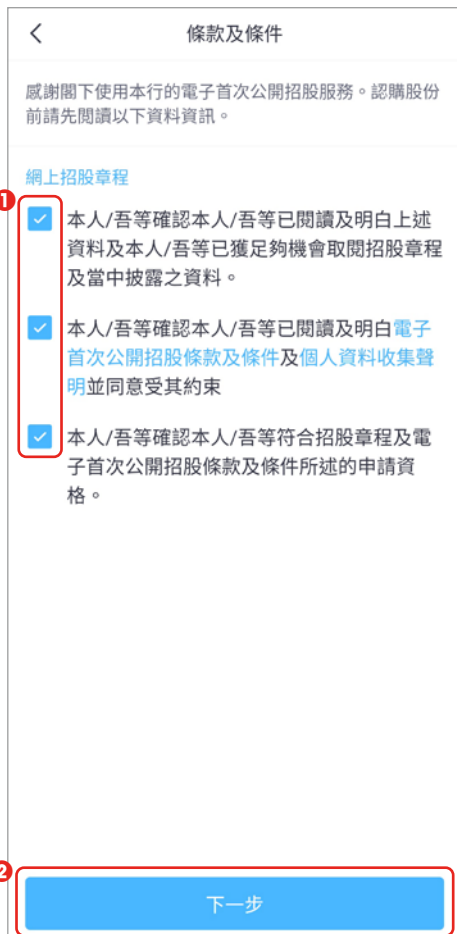 條款及條件
感謝閣下使用本行的電子首次公開招股服務。認購股份
前請先閱讀以下資料資訊。
網上招股章程
1
本人/吾等確認本人/吾等已閱讀及明白上述
資料及本人/吾等已獲足夠機會取閱招股章程
及當中披露之資料。
本人/吾等確認本人/吾等已閱讀及明白電子
首次公開招股條款及條件及個人資料收集聲
明並同意受其約束
本人/吾等確認本人/吾等符合招股章程及電
子首次公開招股條款及條件所述的申請資
格。
2
下一步